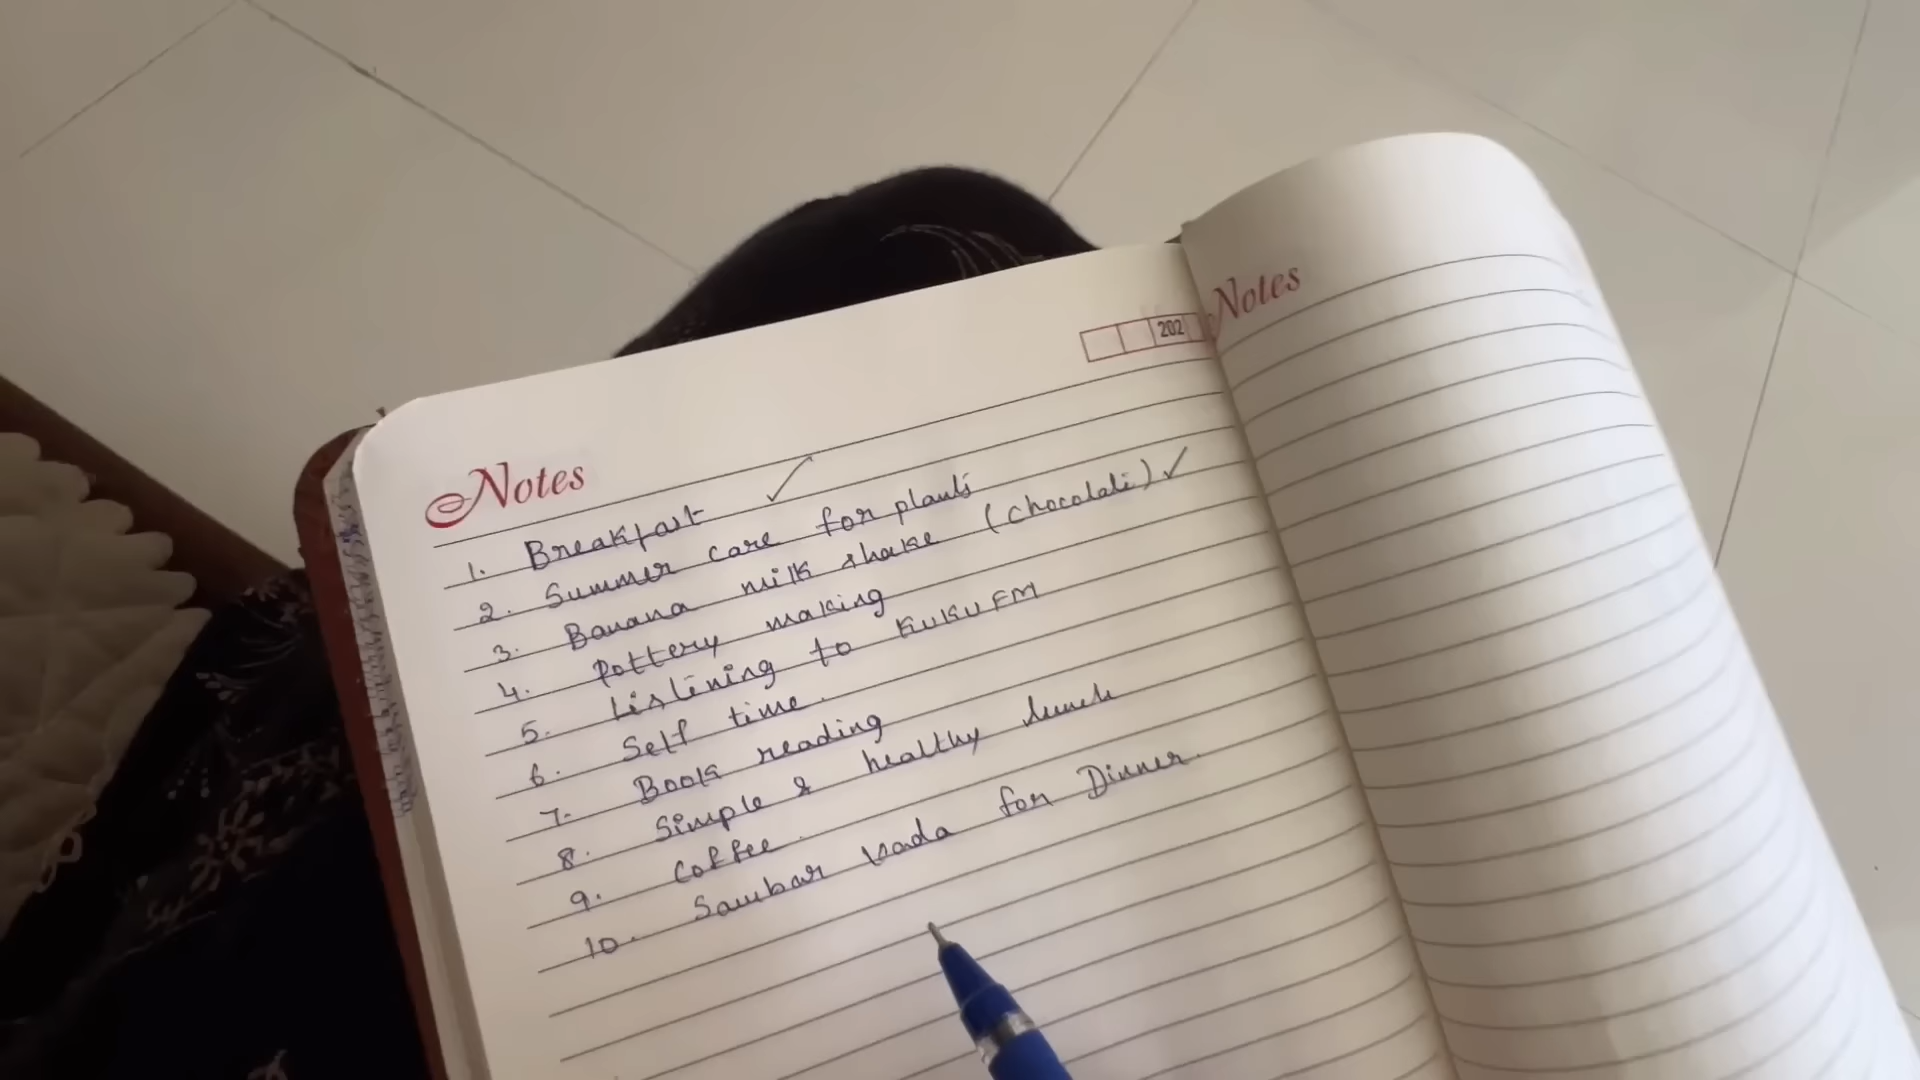 Notes
202
Notes
1. Breakfast ✓
2. Summer care for plants
3. Banana milk shake (chocolate) ✓
4. Pottery making
5. Listening to KUKU FM
6. Self time.
7. Book reading
8. Simple & healthy lunch
9. Coffee.
10. Sambar vada for Dinner.